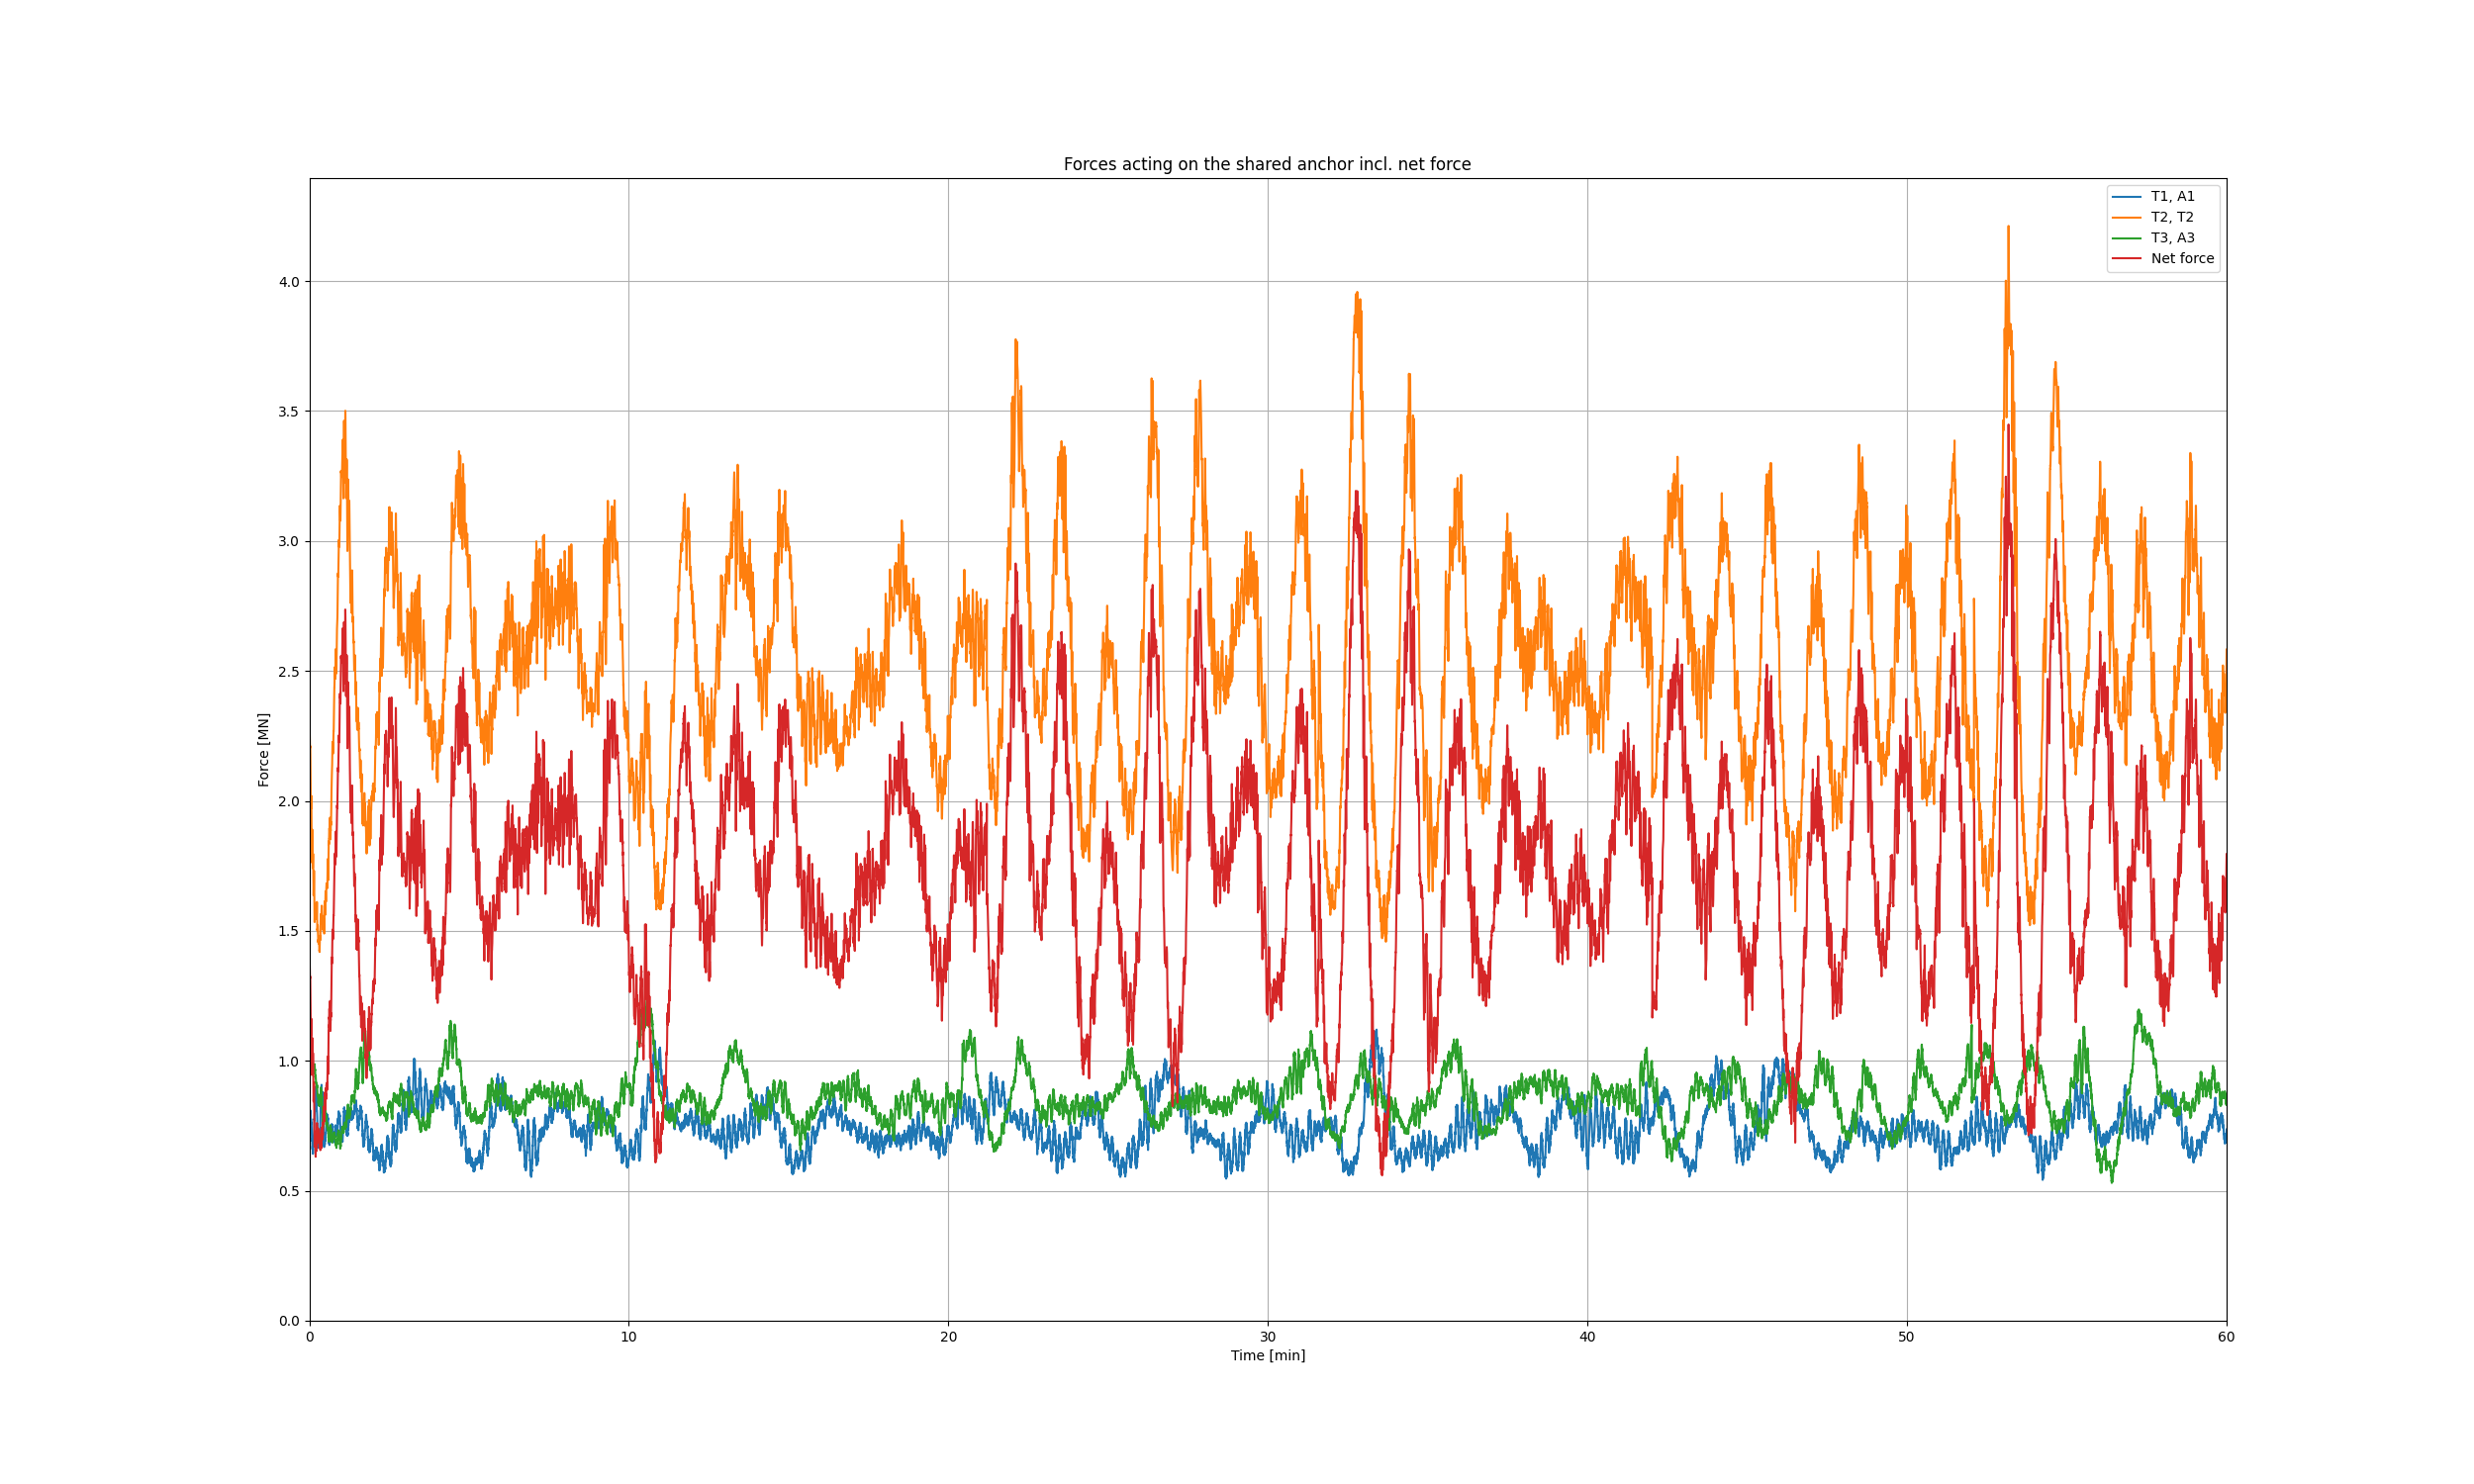 Forces acting on the shared anchor incl. net force
T1, A1
T2, T2
T3, A3
Net force
Force [MN]
4.0
3.5
3.0
2.5
2.0
1.5
1.0
0.5
0.0
0 10 20 30 40 50 60
Time [min]